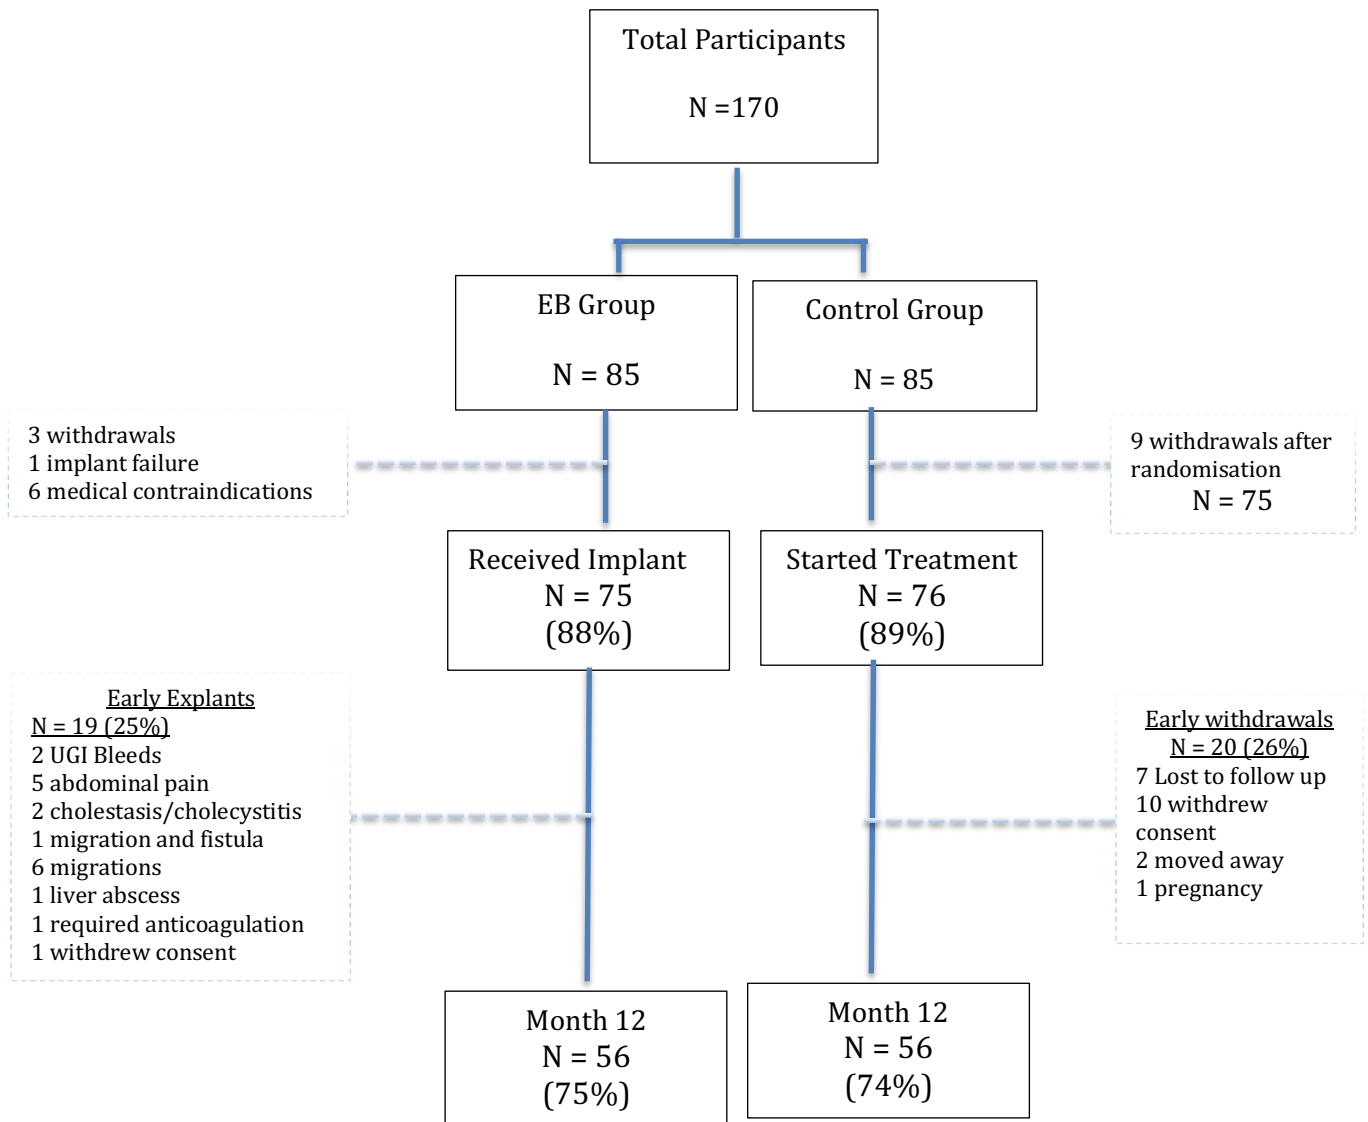 Total Participants
N =170
EB Group
N = 85
Control Group
N = 85
3 withdrawals
1 implant failure
6 medical contraindications
9 withdrawals after
randomisation
N = 75
Received Implant
N = 75
(88%)
Started Treatment
N = 76
(89%)
Early Explants
N = 19 (25%)
2 UGI Bleeds
5 abdominal pain
2 cholestasis/cholecystitis
1 migration and fistula
6 migrations
1 liver abscess
1 required anticoagulation
1 withdrew consent
Early withdrawals
N = 20 (26%)
7 Lost to follow up
10 withdrew
consent
2 moved away
1 pregnancy
Month 12
N = 56
(75%)
Month 12
N = 56
(74%)